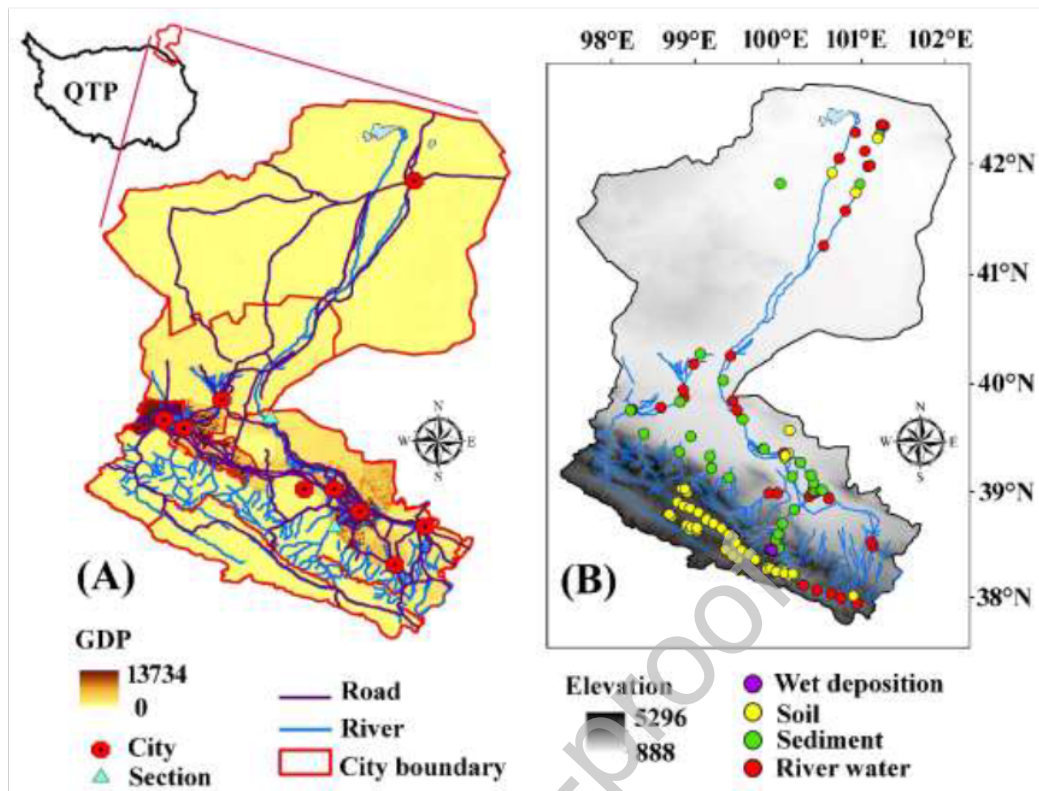 QTP
98°E 99°E 100°E 101°E 102°E
42°N
41°N
40°N
39°N
38°N
N
W E
S
N
W E
S
(A)
(B)
GDP
13734
0
City
Section
Road
River
City boundary
Elevation
5296
888
Wet deposition
Soil
Sediment
River water